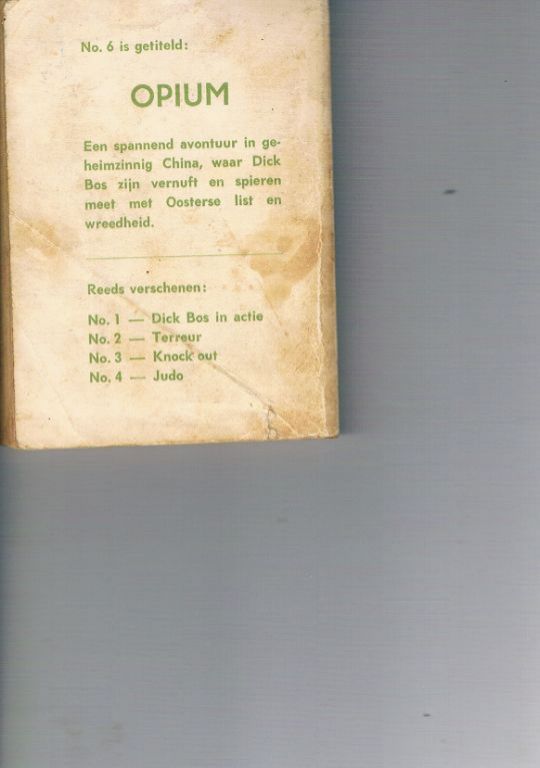 No. 6 is getiteld:
OPIUM
Een spannend avontuur in ge-
heimzinnig China, waar Dick
Bos zijn vernuft en spieren
meet met Oosterse list en
wreedheid.
Reeds verschenen:
No. 1 — Dick Bos in actie
No. 2 — Terreur
No. 3 — Knock out
No. 4 — Judo